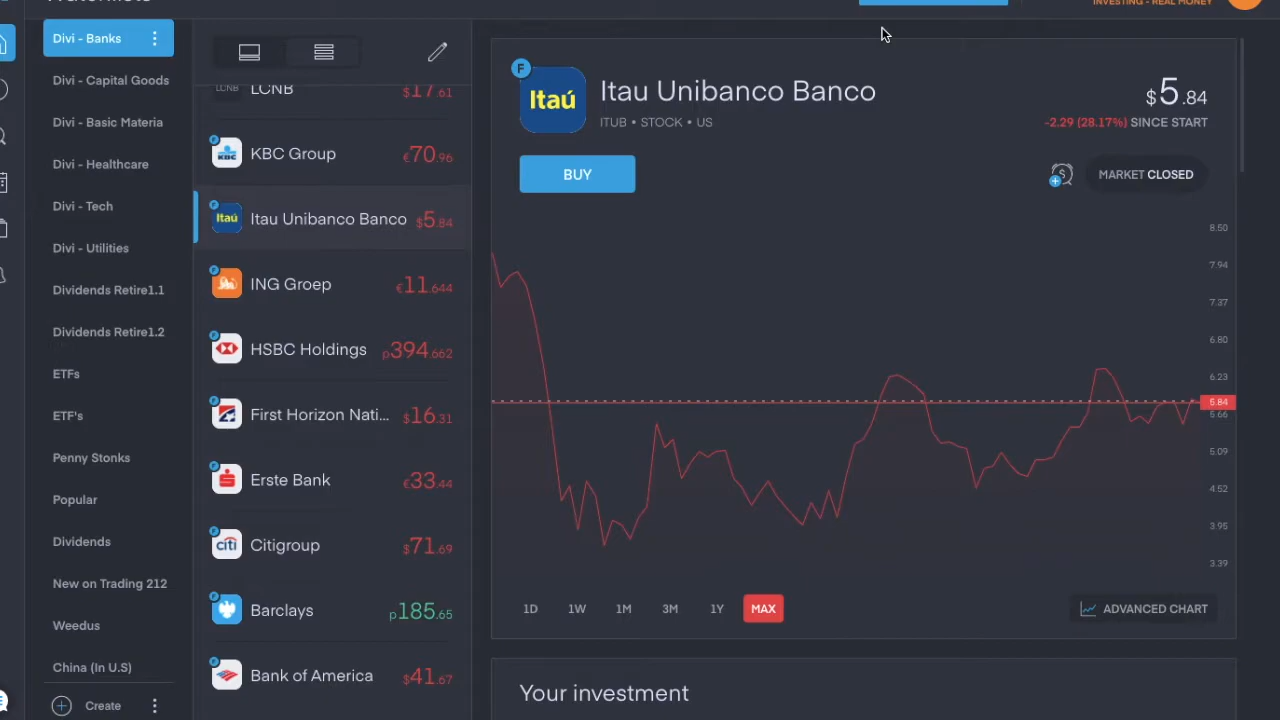 Watchlists
INVESTING - REAL MONEY
Divi - Banks
Divi - Capital Goods
Divi - Basic Materia
Divi - Healthcare
Divi - Tech
Divi - Utilities
Dividends Retire1.1
Dividends Retire1.2
ETFs
ETF's
Penny Stonks
Popular
Dividends
New on Trading 212
Weedus
China (In U.S)
Create
LCNB LCNB $17.61
KBC KBC Group €70.96
Itaú Itau Unibanco Banco $5.84
ING Groep €11.644
HSBC Holdings p394.662
First Horizon Nati... $16.31
Erste Bank €33.44
citi Citigroup $71.69
Barclays p185.65
Bank of America $41.67
F
Itaú
Itau Unibanco Banco
ITUB • STOCK • US
$5.84
-2.29 (28.17%) SINCE START
BUY
MARKET CLOSED
8.50
7.94
7.37
6.80
6.23
5.84
5.66
5.09
4.52
3.95
3.39
1D 1W 1M 3M 1Y MAX
ADVANCED CHART
Your investment